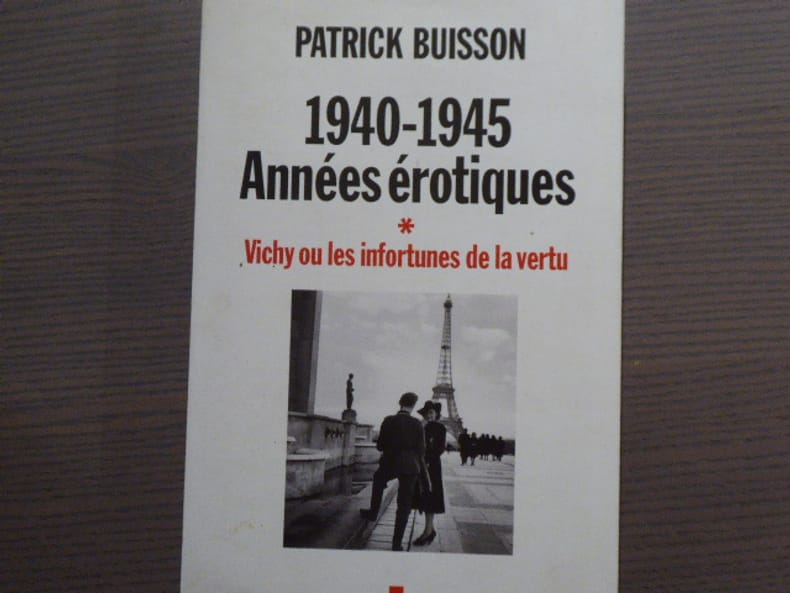 PATRICK BUISSON
1940-1945
Années érotiques
*
Vichy ou les infortunes de la vertu